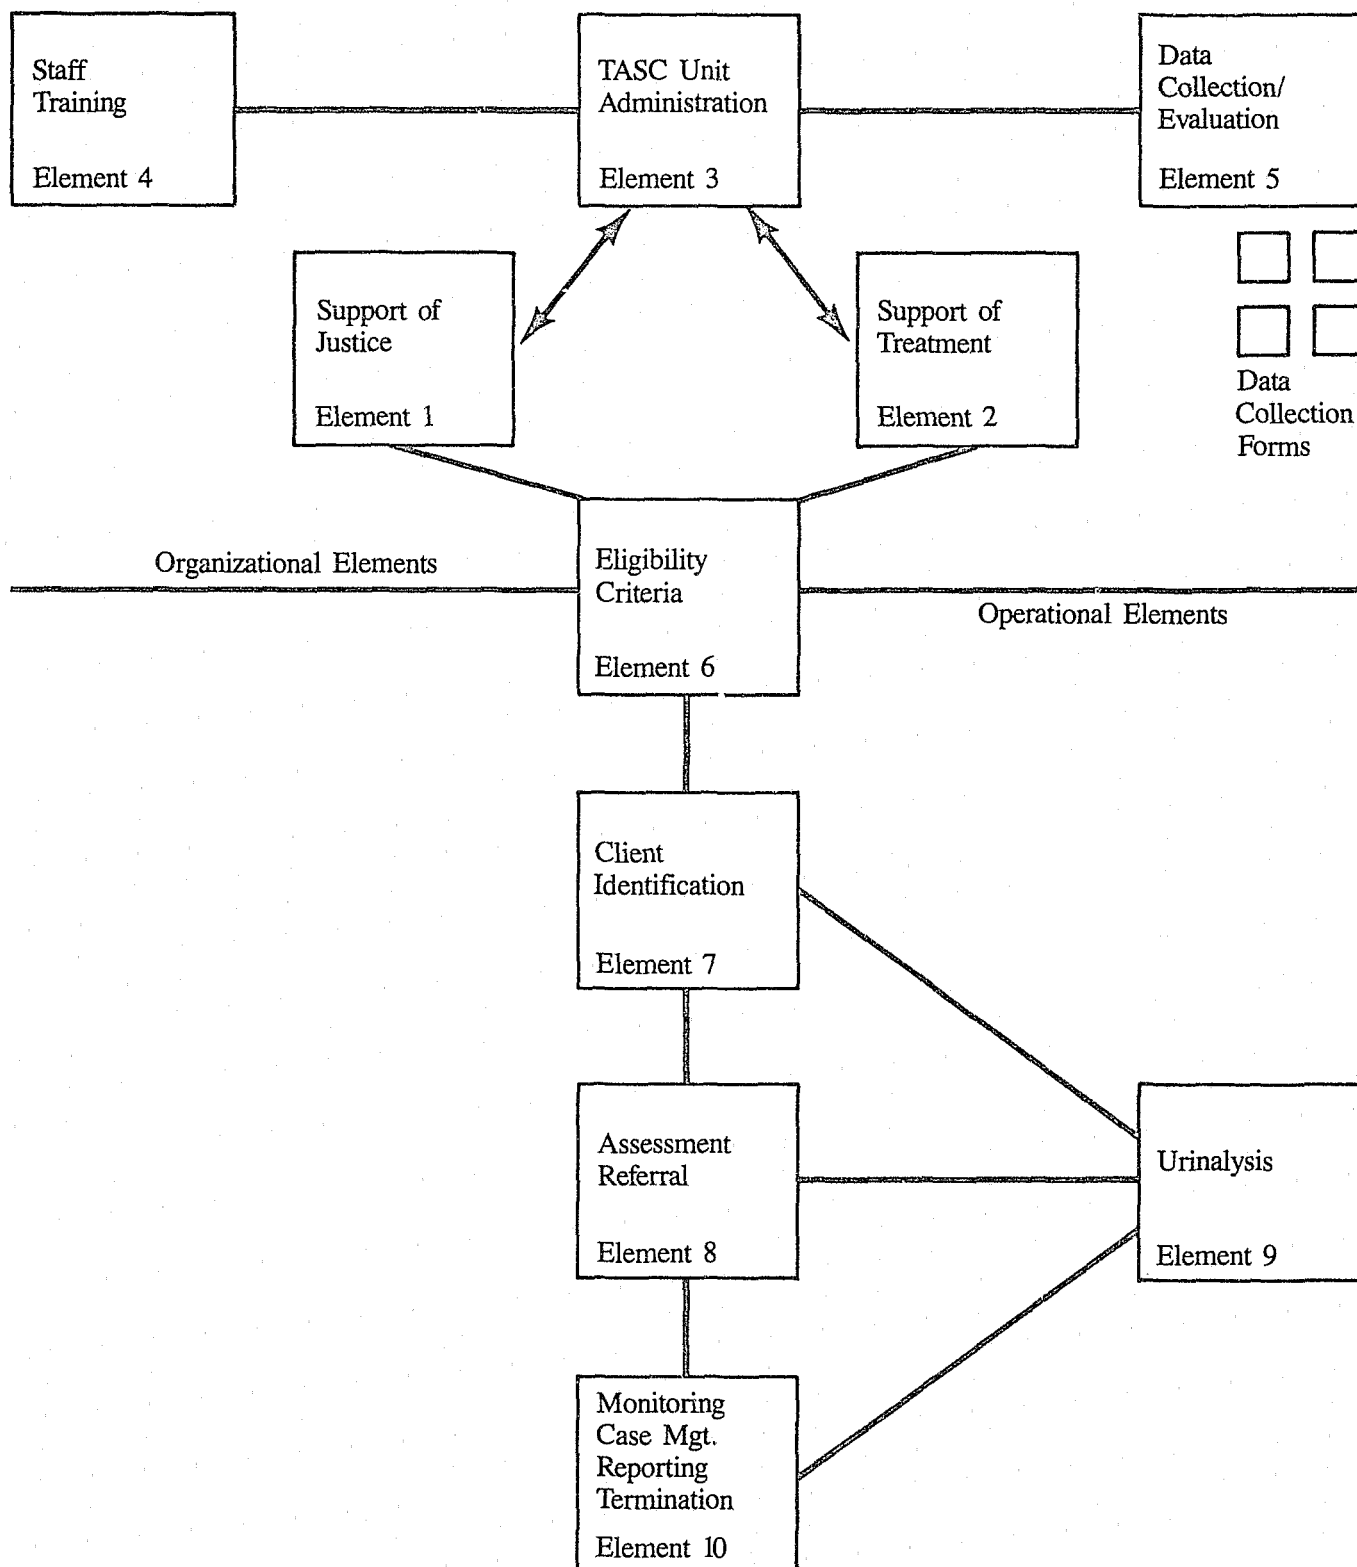 Staff
Training
Element 4
TASC Unit
Administration
Element 3
Data
Collection/
Evaluation
Element 5
Support of
Justice
Element 1
Support of
Treatment
Element 2
Data
Collection
Forms
Organizational Elements
Eligibility
Criteria
Element 6
Operational Elements
Client
Identification
Element 7
Assessment
Referral
Element 8
Urinalysis
Element 9
Monitoring
Case Mgt.
Reporting
Termination
Element 10